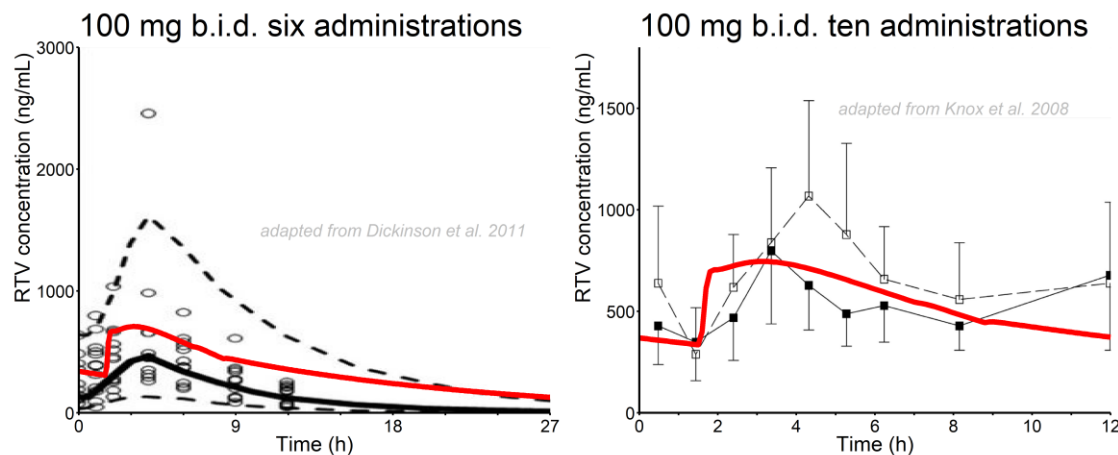 100 mg b.i.d. six administrations
RTV concentration (ng/mL)
3000
2000
1000
0
adapted from Dickinson et al. 2011
0
9
18
27
Time (h)
100 mg b.i.d. ten administrations
RTV concentration (ng/mL)
1500
1000
500
0
adapted from Knox et al. 2008
0
2
4
6
8
10
12
Time (h)